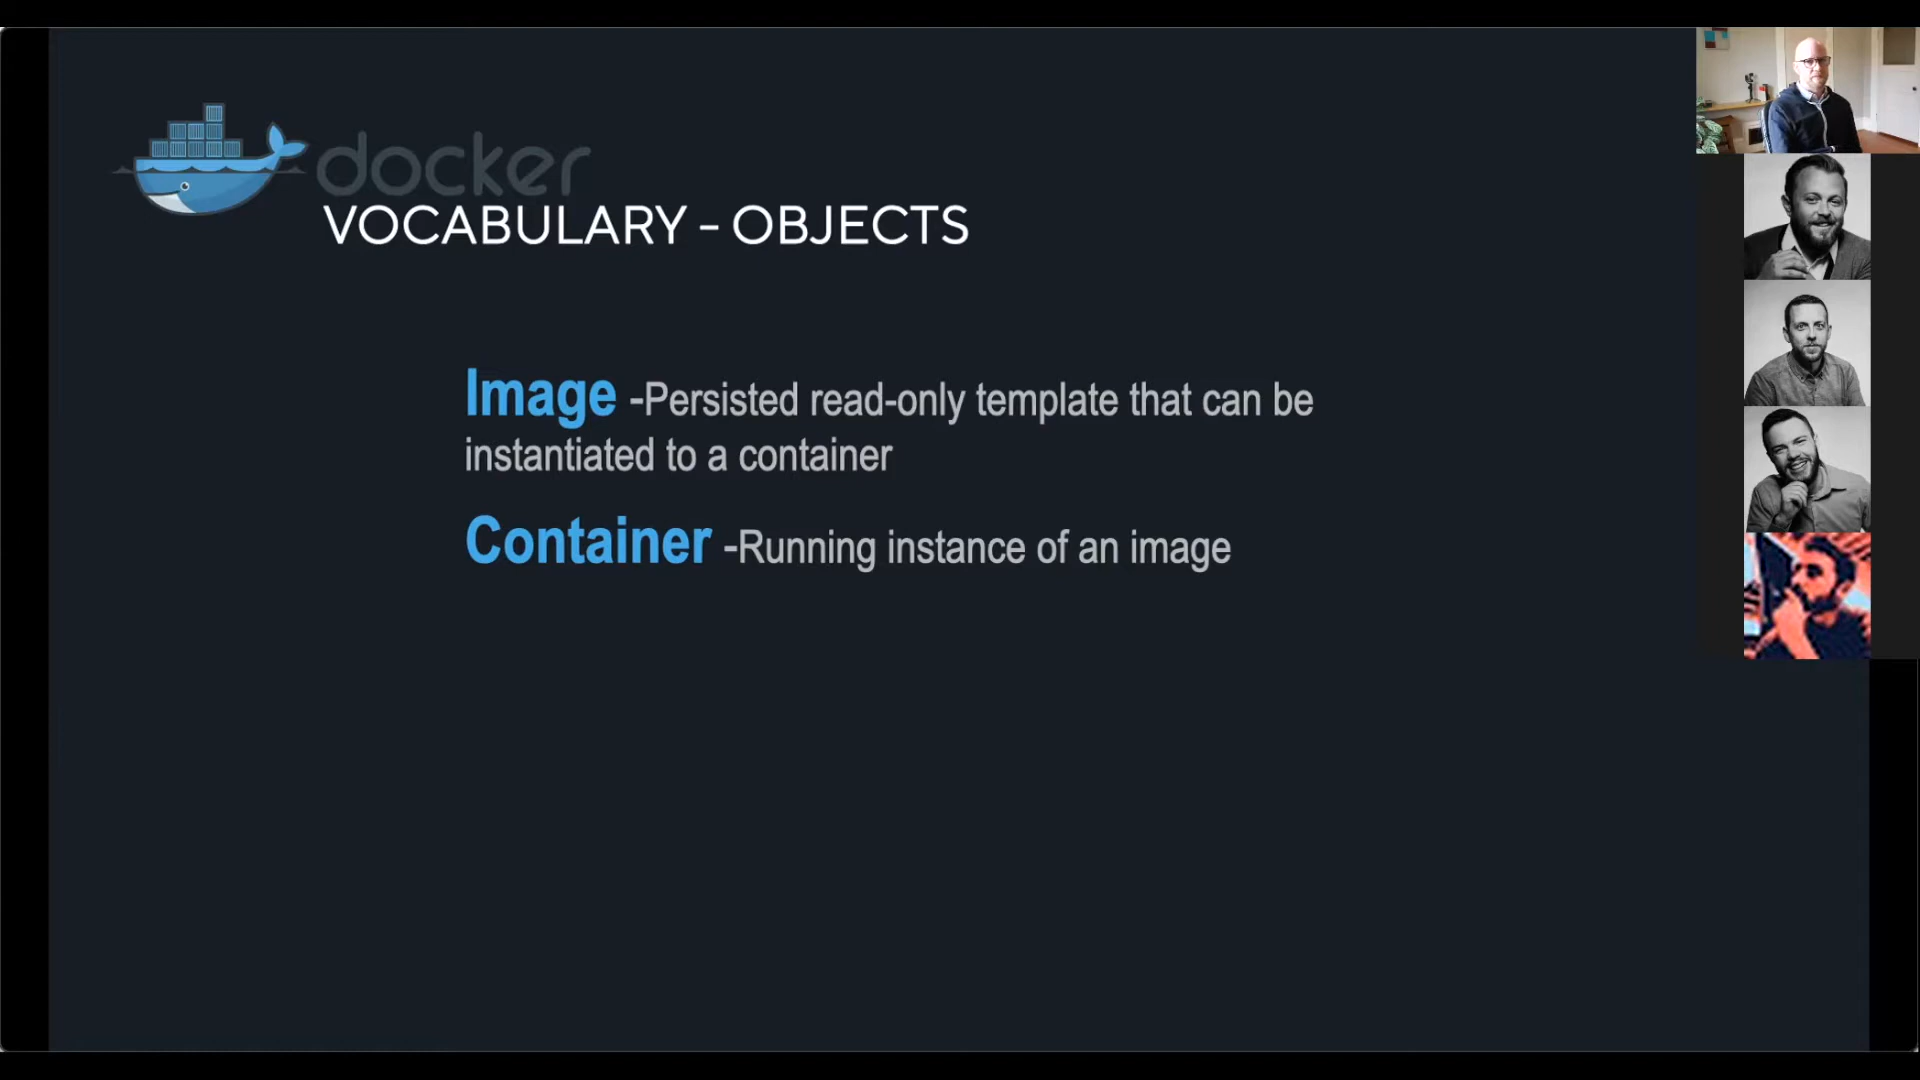 docker
VOCABULARY - OBJECTS
Image -Persisted read-only template that can be
instantiated to a container
Container -Running instance of an image